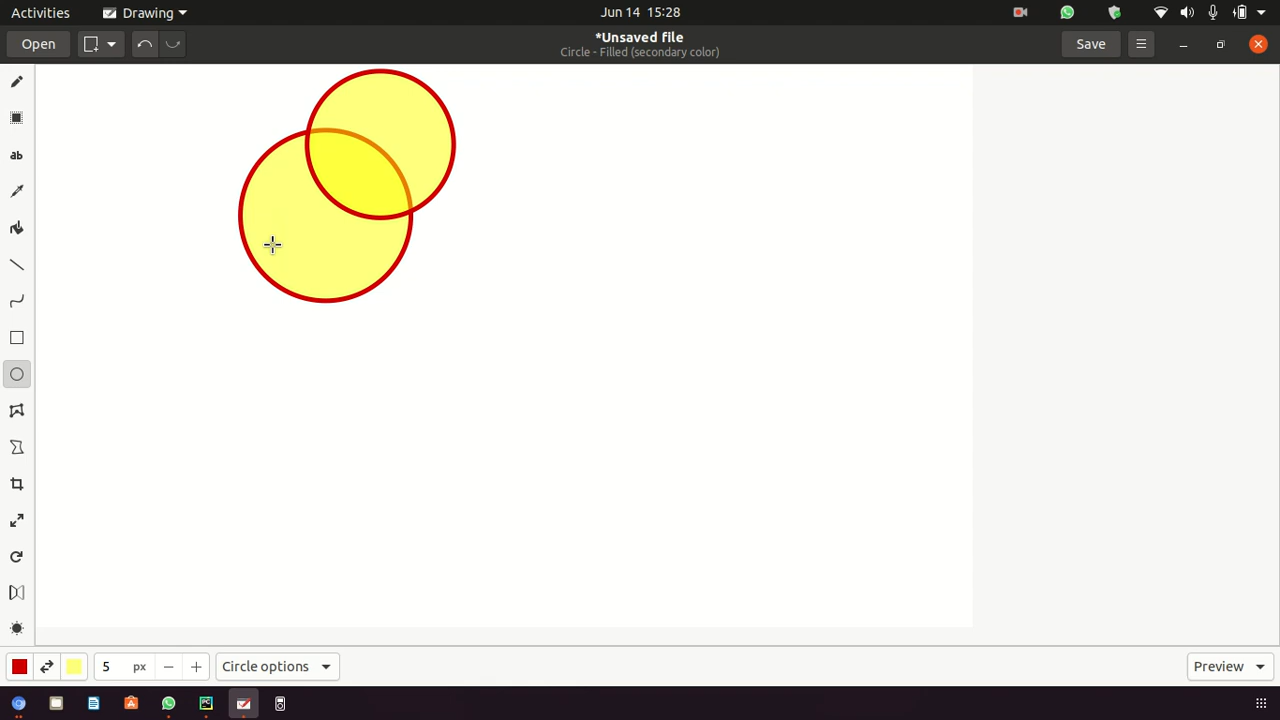 Activities
Drawing
Jun 14 15:28
Open
*Unsaved file
Circle - Filled (secondary color)
Save
ab
5 px
Circle options
Preview
PC